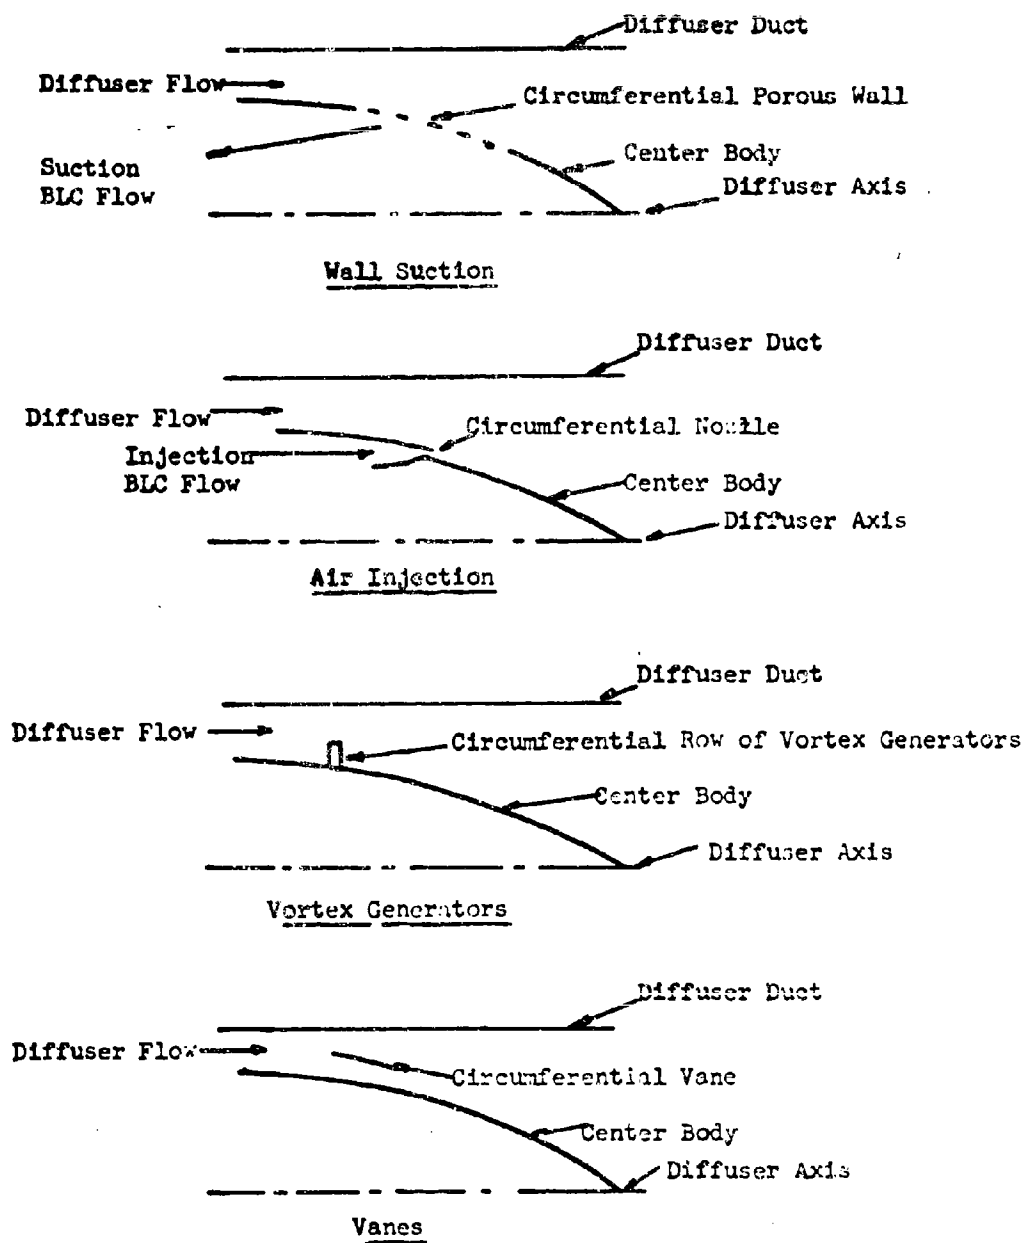 Diffuser Duct
Diffuser Flow
Circumferential Porous Wall
Suction
BLC Flow
Center Body
Diffuser Axis
Wall Suction
Diffuser Duct
Diffuser Flow
Circumferential Nozzle
Injection
BLC Flow
Center Body
Diffuser Axis
Air Injection
Diffuser Duct
Diffuser Flow
Circumferential Row of Vortex Generators
Center Body
Diffuser Axis
Vortex Generators
Diffuser Duct
Diffuser Flow
Circumferential Vane
Center Body
Diffuser Axis
Vanes